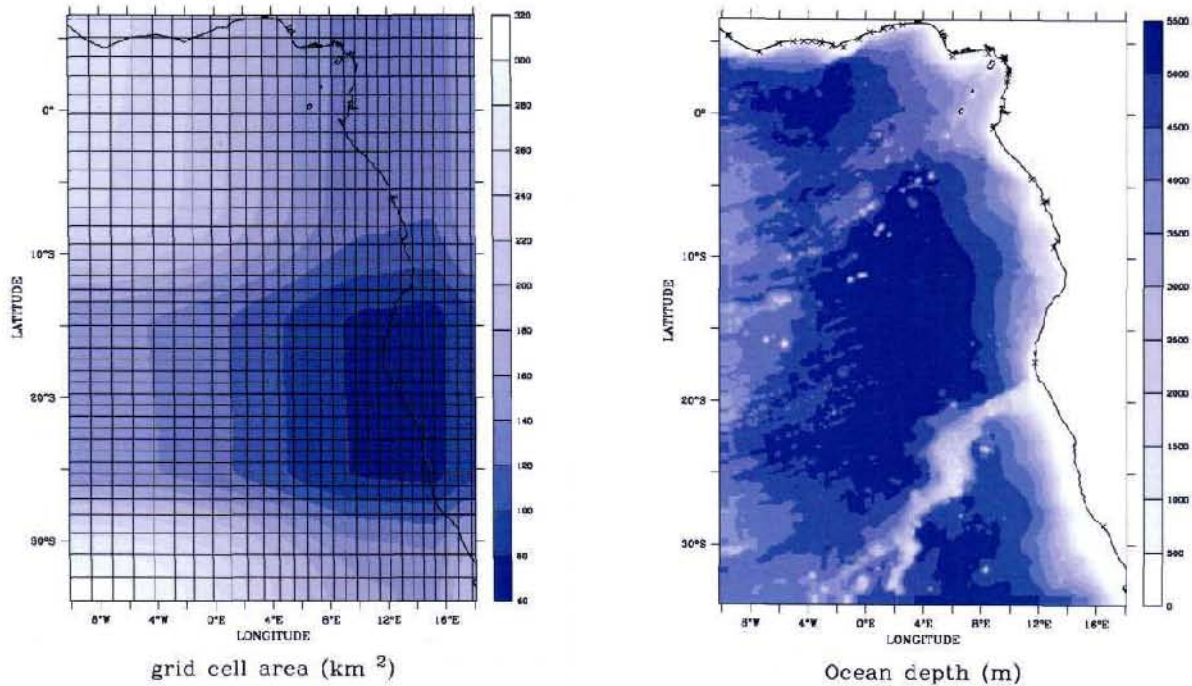 320
300
280
260
240
220
200
180
160
140
120
100
80
60
0°
10°S
20°S
30°S
LATITUDE
8°W
4°W
0°E
4°E
8°E
12°E
16°E
LONGITUDE
grid cell area (km ²)
5500
5000
4500
4000
3500
3000
2500
2000
1500
1000
500
0
0°
10°S
20°S
30°S
LATITUDE
8°W
4°W
0°E
4°E
8°E
12°E
16°E
LONGITUDE
Ocean depth (m)